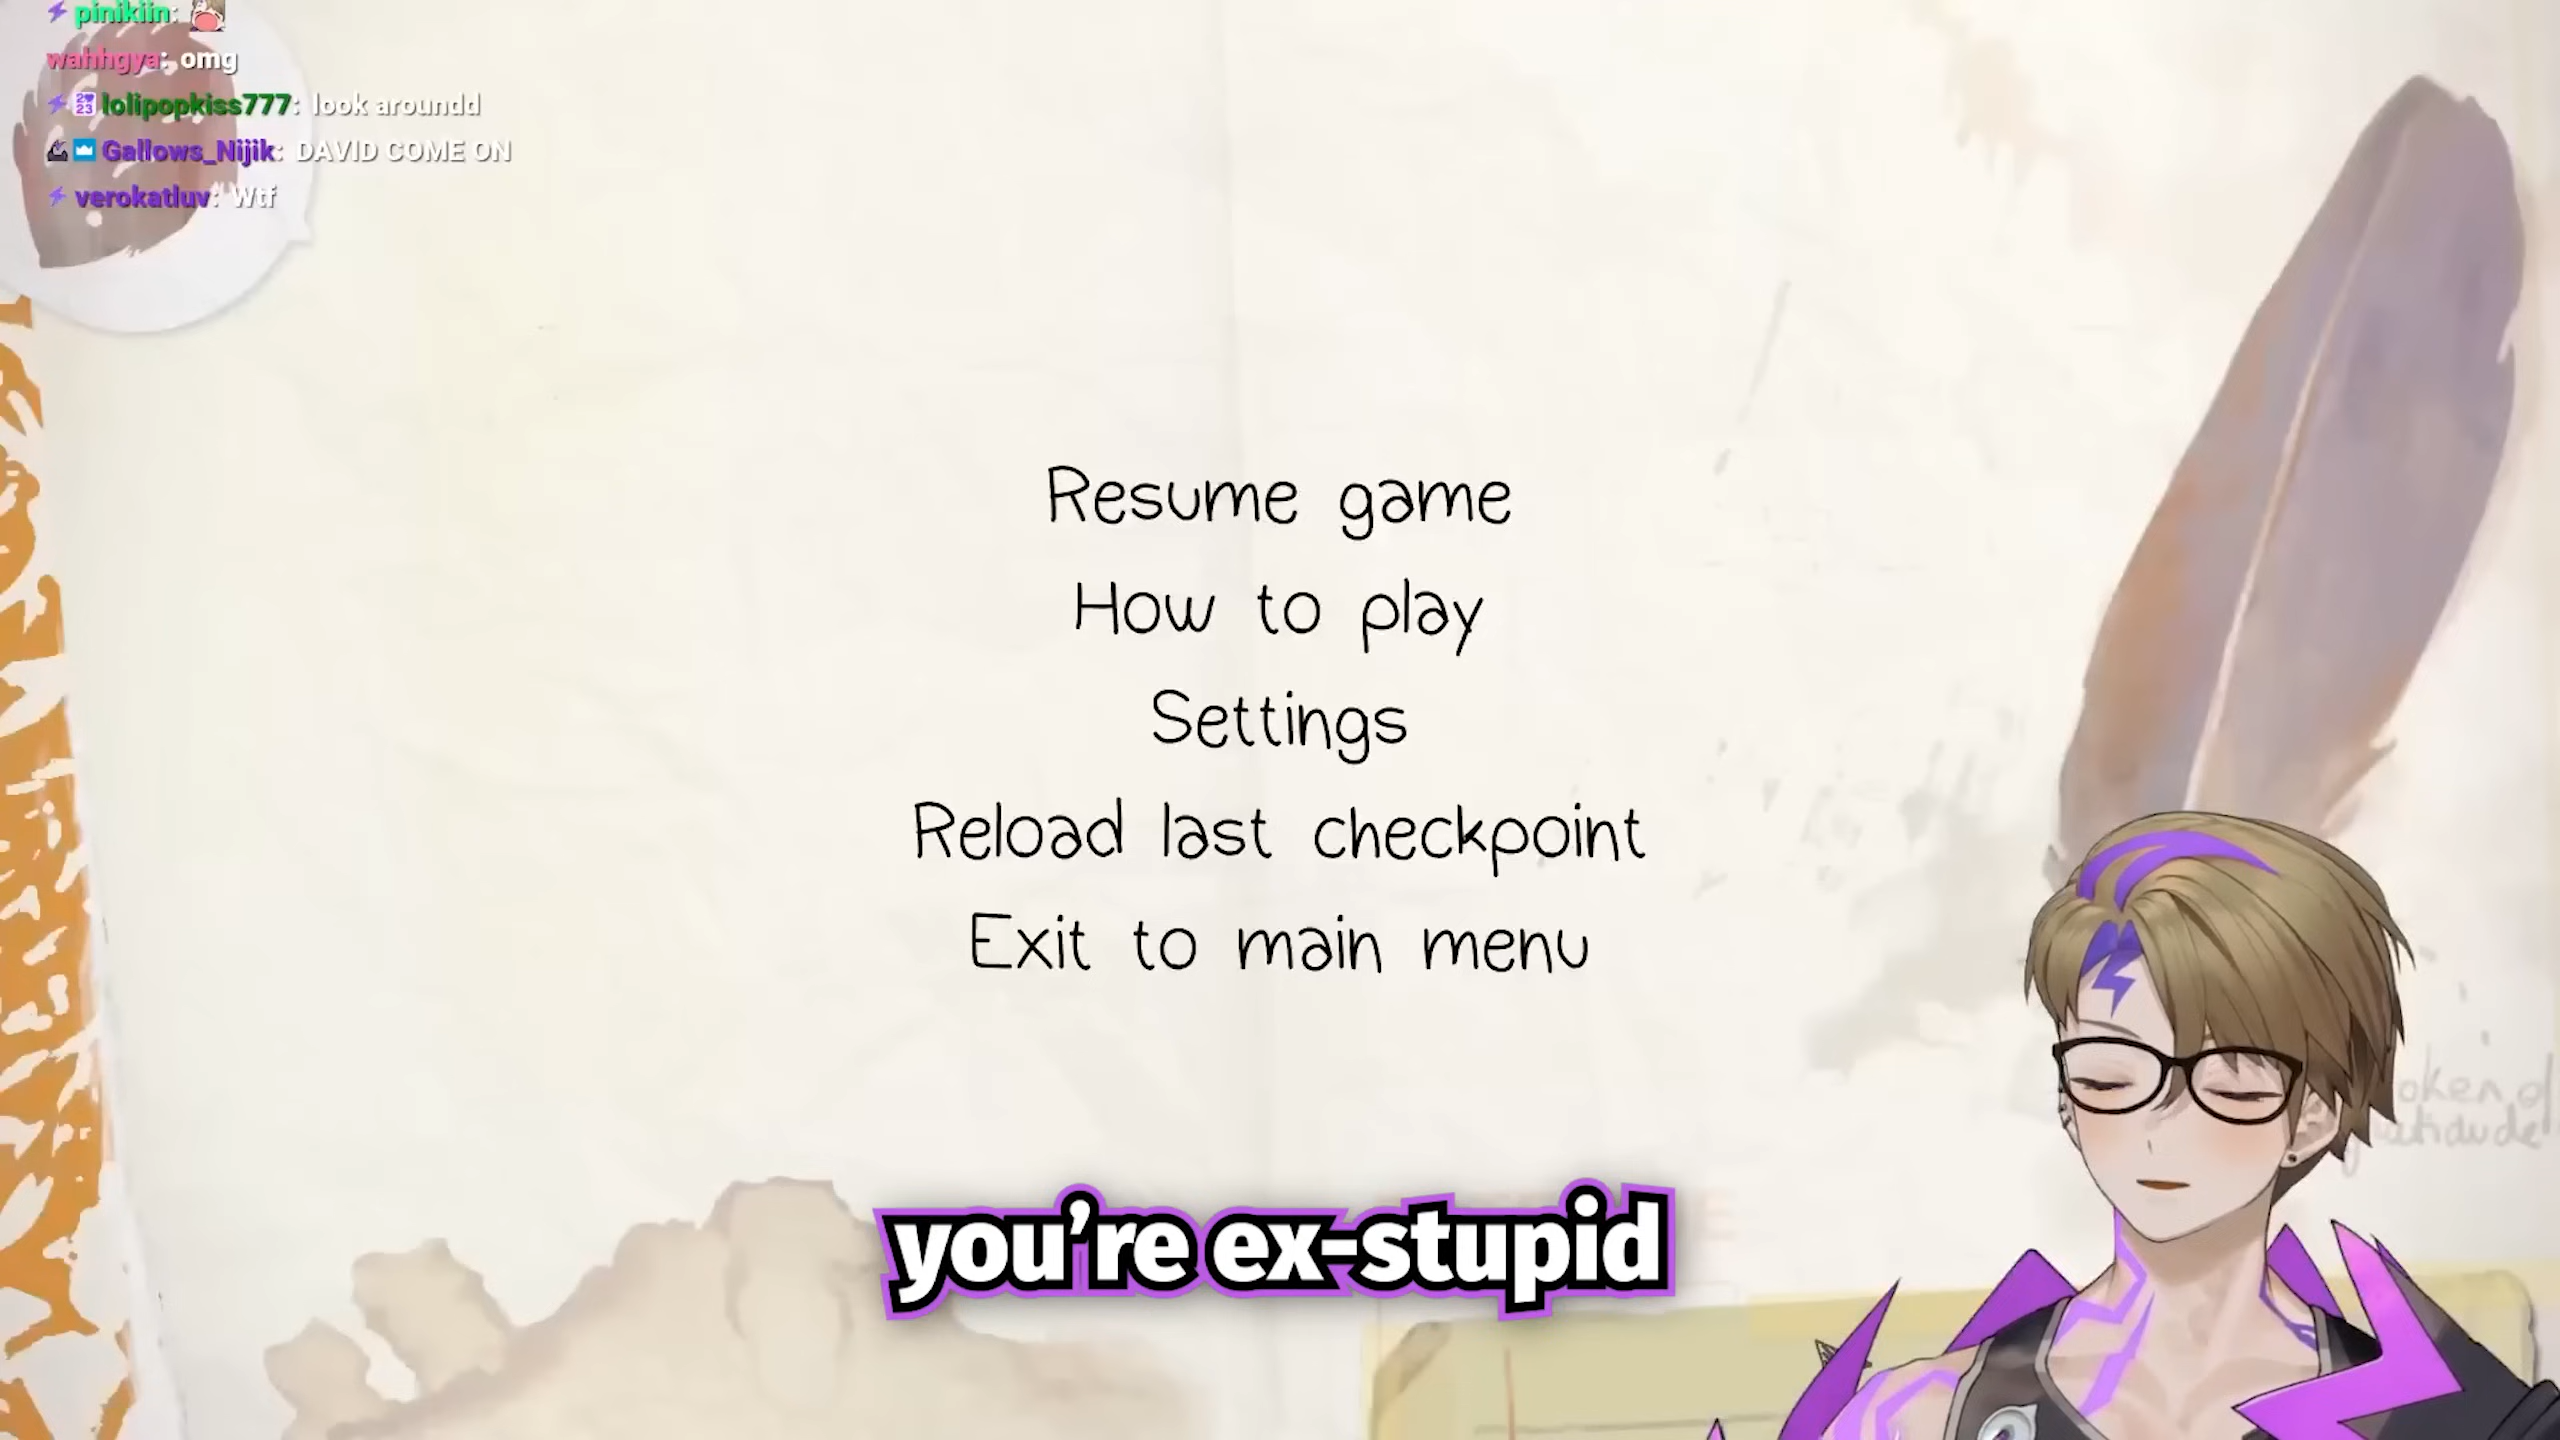 pinikiin:
wahhgya: omg
lolipopkiss777: look aroundd
Gallows_Nijik: DAVID COME ON
verokatluv: Wtf
Resume game
How to play
Settings
Reload last checkpoint
Exit to main menu
you're ex-stupid